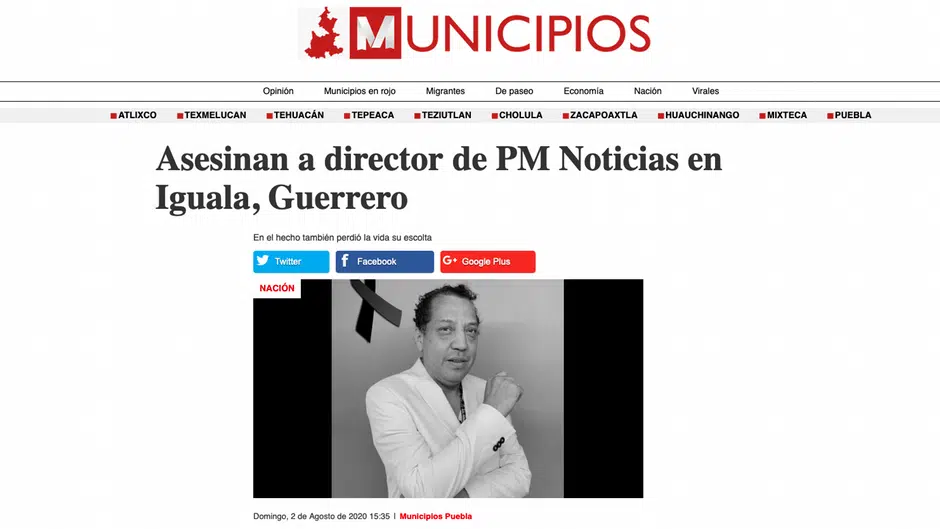 MUNICIPIOS
Opinión Municipios en rojo Migrantes De paseo Economía Nación Virales
ATLIXCO TEXMELUCAN TEHUACÁN TEPEACA TEZIUTLAN CHOLULA ZACAPOAXTLA HUAUCHINANGO MIXTECA PUEBLA
Asesinan a director de PM Noticias en
Iguala, Guerrero
En el hecho también perdió la vida su escolta
Twitter Facebook G+ Google Plus
NACIÓN
Domingo, 2 de Agosto de 2020 15:35 | Municipios Puebla